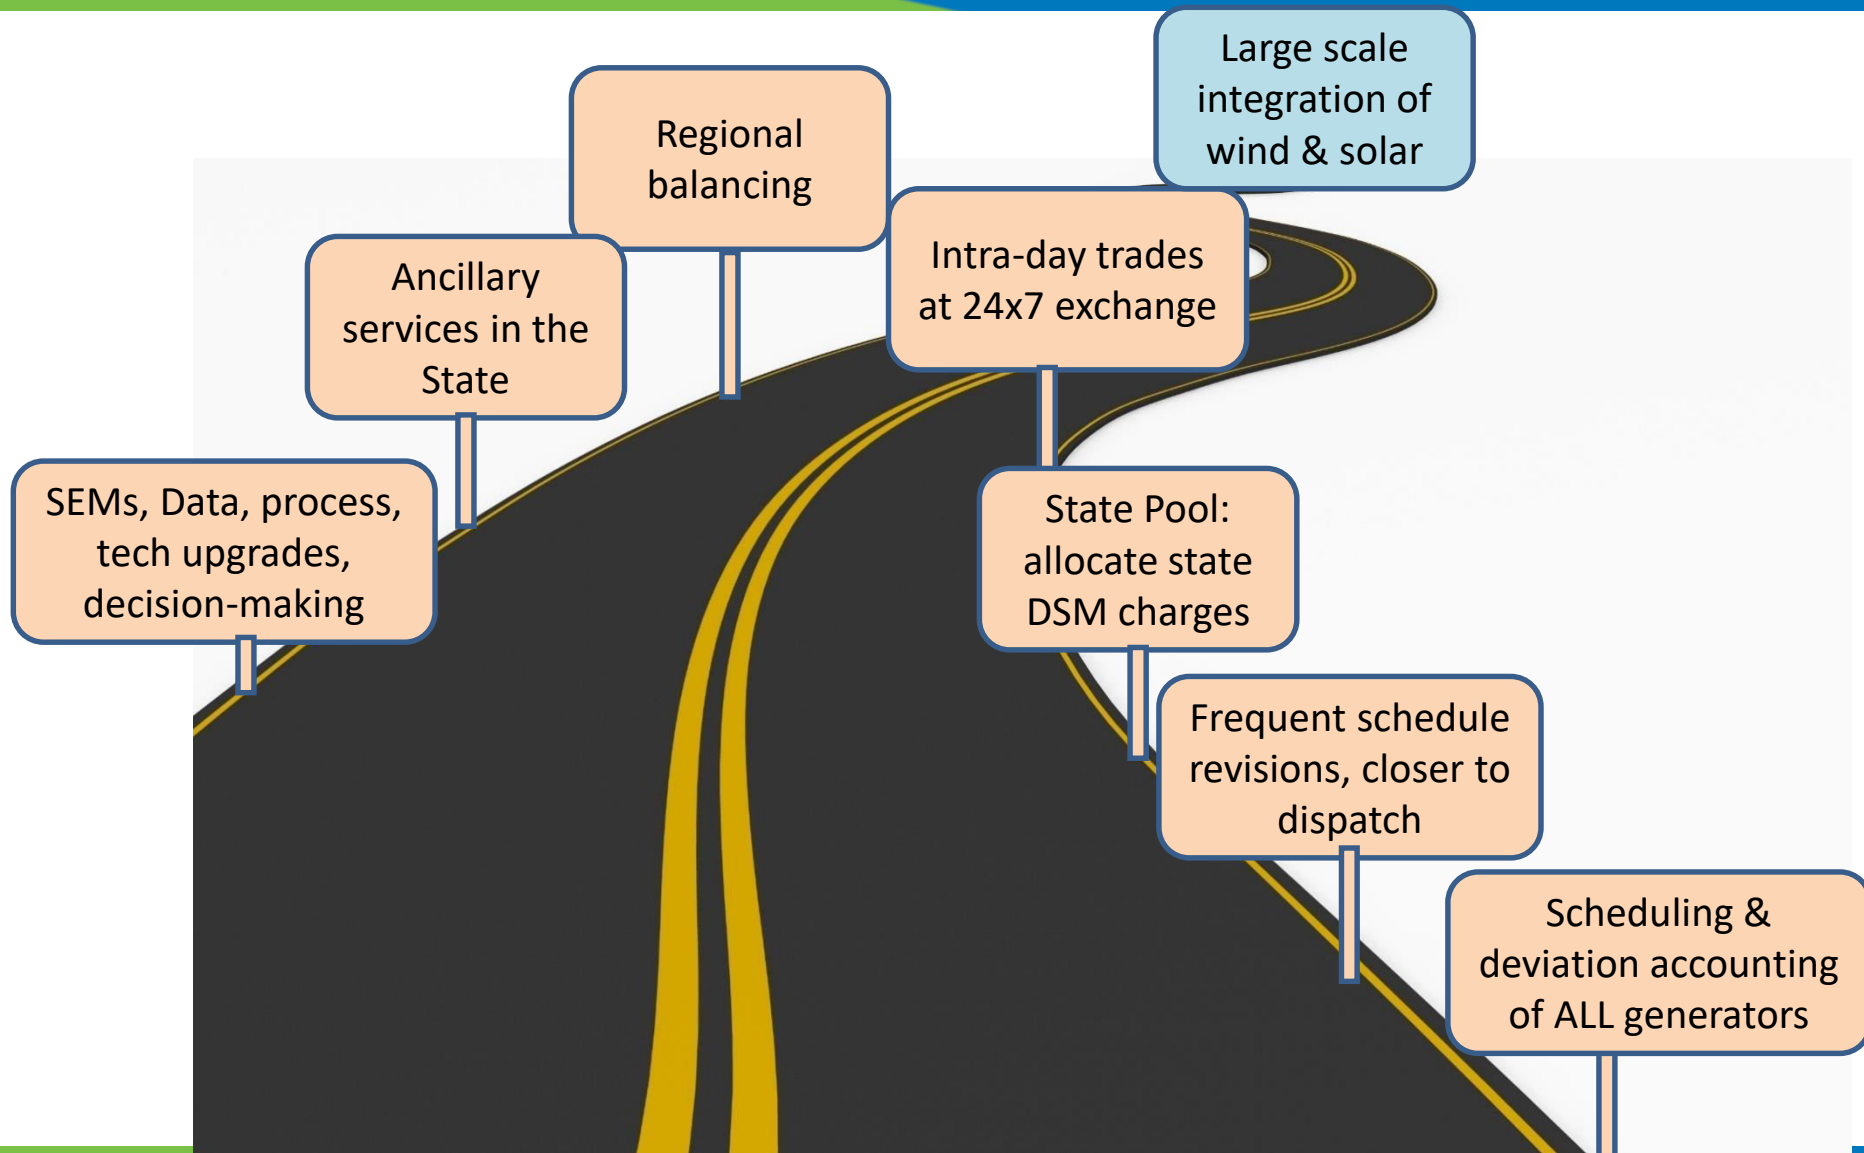 Large scale
integration of
wind & solar
Regional
balancing
Intra-day trades
at 24x7 exchange
Ancillary
services in the
State
SEMs, Data, process,
tech upgrades,
decision-making
State Pool:
allocate state
DSM charges
Frequent schedule
revisions, closer to
dispatch
Scheduling &
deviation accounting
of ALL generators